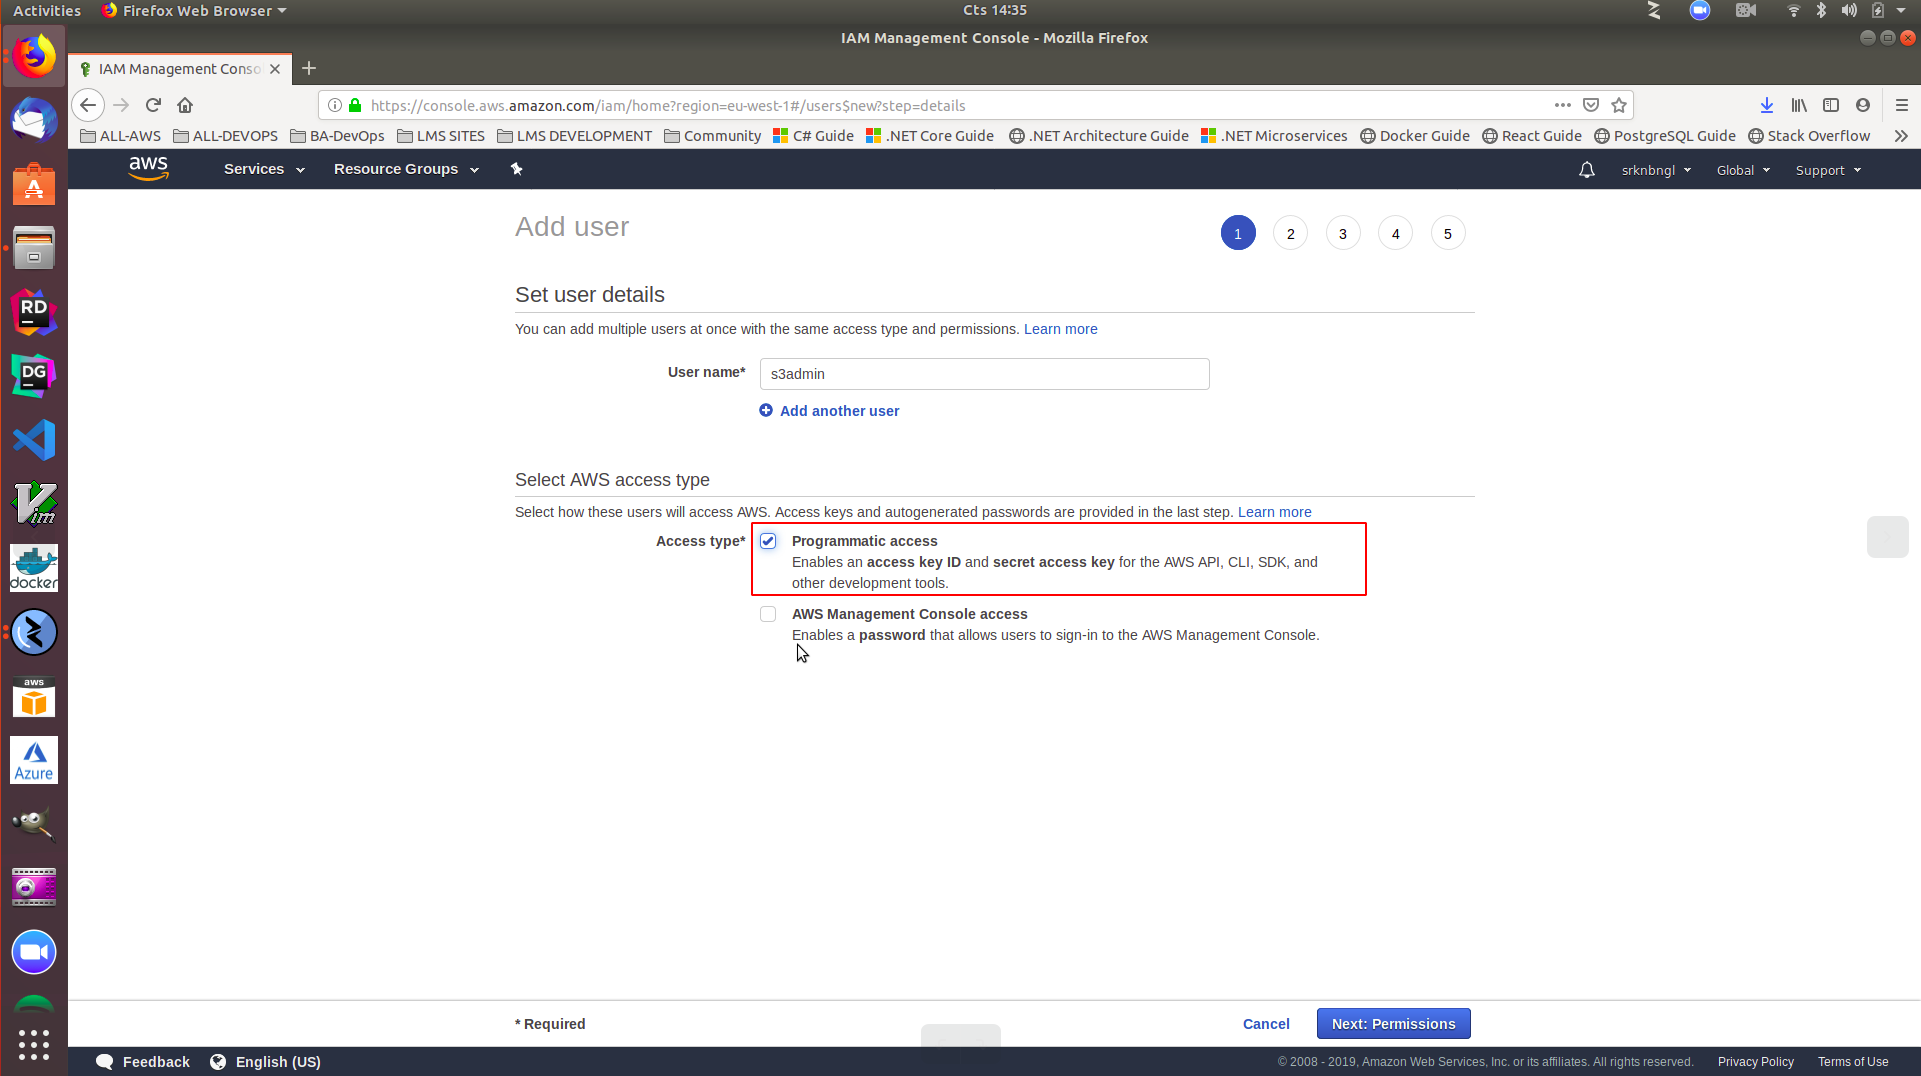 Activities Firefox Web Browser Cts 14:35
IAM Management Console - Mozilla Firefox
IAM Management Conso
https://console.aws.amazon.com/iam/home?region=eu-west-1#/users$new?step=details
ALL-AWS ALL-DEVOPS BA-DevOps LMS SITES LMS DEVELOPMENT Community C# Guide .NET Core Guide .NET Architecture Guide .NET Microservices Docker Guide React Guide PostgreSQL Guide Stack Overflow
aws Services Resource Groups srknbngl Global Support
Add user 1 2 3 4 5
Set user details
You can add multiple users at once with the same access type and permissions. Learn more
User name* s3admin
Add another user
Select AWS access type
Select how these users will access AWS. Access keys and autogenerated passwords are provided in the last step. Learn more
Access type* Programmatic access
Enables an access key ID and secret access key for the AWS API, CLI, SDK, and
other development tools.
AWS Management Console access
Enables a password that allows users to sign-in to the AWS Management Console.
RD
DG
Vim
docker
aws
Azure
* Required Cancel Next: Permissions
Feedback English (US) © 2008 - 2019, Amazon Web Services, Inc. or its affiliates. All rights reserved. Privacy Policy Terms of Use